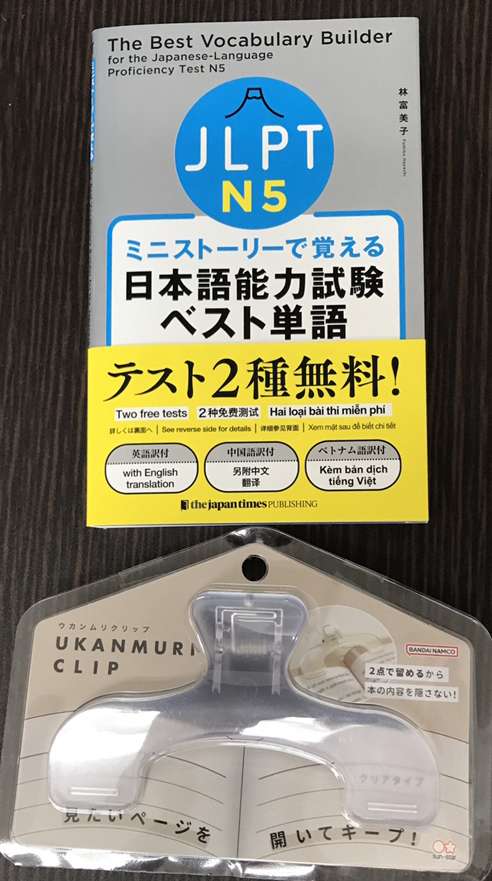 The Best Vocabulary Builder
for the Japanese-Language
Proficiency Test N5
林富美子
JLPT
N5
ミニストーリーで覚える
日本語能力試験
ベスト単語
テスト2種無料!
Two free tests 2种免费测试 Hai loại bài thi miễn phí
詳しくは裏面へ | See reverse side for details | 详细参见背面 | Xem mặt sau để biết chi tiết
英語訳付
with English
translation
中国語訳付
另附中文
翻译
ベトナム語訳付
Kèm bản dịch
tiếng Việt
the japan times PUBLISHING
ウカンムリクリップ
UKANMURI
CLIP
BANDAI NAMCO
2点で留めるから
本の内容を隠さない!
クリアタイプ
見たいページを
開いてキープ!
sun-star